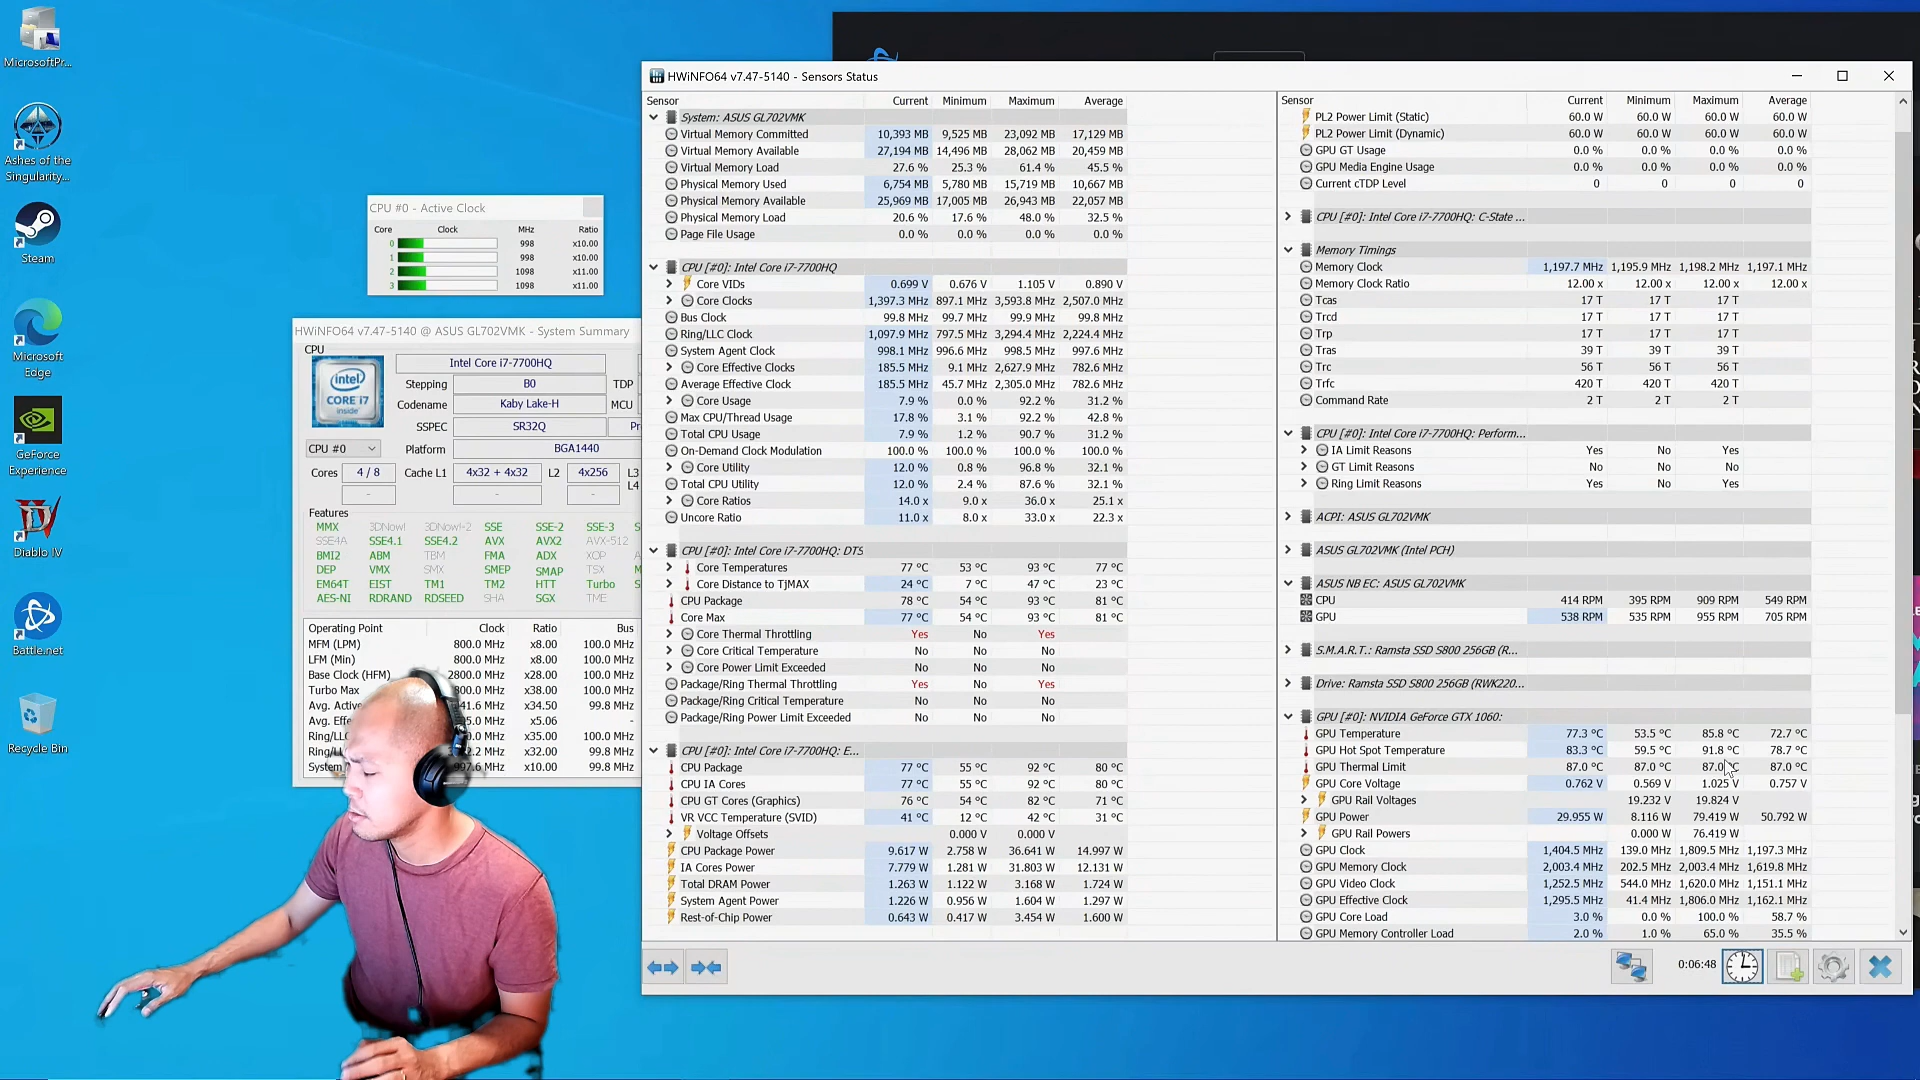 MicrosoftPr...
Ashes of the
Singularity...
Steam
Microsoft
Edge
GeForce
Experience
Diablo IV
Battle.net
Recycle Bin
CPU #0 - Active Clock
Core Clock MHz Ratio
0 998 x10.00
1 998 x10.00
2 1098 x11.00
3 1098 x11.00
HWiNFO64 v7.47-5140 @ ASUS GL702VMK - System Summary
CPU
intel
CORE i7
inside
Intel Core i7-7700HQ
Stepping B0 TDP
Codename Kaby Lake-H MCU
SSPEC SR32Q Pr
CPU #0 Platform BGA1440
Cores 4 / 8 Cache L1 4x32 + 4x32 L2 4x256 L3
- - - L4
Features
MMX 3DNow! 3DNow!-2 SSE SSE-2 SSE-3 S
SSE4A SSE4.1 SSE4.2 AVX AVX2 AVX-512
BMI2 ABM TBM FMA ADX XOP
DEP VMX SMX SMEP SMAP TSX
EM64T EIST TM1 TM2 HTT Turbo
AES-NI RDRAND RDSEED SHA SGX TME
Operating Point Clock Ratio Bus
MFM (LPM) 800.0 MHz x8.00 100.0 MHz
LFM (Min) 800.0 MHz x8.00 100.0 MHz
Base Clock (HFM) 2800.0 MHz x28.00 100.0 MHz
Turbo Max 800.0 MHz x38.00 100.0 MHz
Avg. Active 41.6 MHz x34.50 99.8 MHz
Avg. Effe 05.0 MHz x5.06 -
Ring/LLC MHz x35.00 100.0 MHz
Ring/L MHz x32.00 99.8 MHz
System 997.6 MHz x10.00 99.8 MHz
HWiNFO64 v7.47-5140 - Sensors Status
Sensor Current Minimum Maximum Average
System: ASUS GL702VMK
Virtual Memory Committed 10,393 MB 9,525 MB 23,092 MB 17,129 MB
Virtual Memory Available 27,194 MB 14,496 MB 28,062 MB 20,459 MB
Virtual Memory Load 27.6 % 25.3 % 61.4 % 45.5 %
Physical Memory Used 6,754 MB 5,780 MB 15,719 MB 10,667 MB
Physical Memory Available 25,969 MB 17,005 MB 26,943 MB 22,057 MB
Physical Memory Load 20.6 % 17.6 % 48.0 % 32.5 %
Page File Usage 0.0 % 0.0 % 0.0 % 0.0 %
CPU [#0]: Intel Core i7-7700HQ
Core VIDs 0.699 V 0.676 V 1.105 V 0.890 V
Core Clocks 1,397.3 MHz 897.1 MHz 3,593.8 MHz 2,507.0 MHz
Bus Clock 99.8 MHz 99.7 MHz 99.9 MHz 99.8 MHz
Ring/LLC Clock 1,097.9 MHz 797.5 MHz 3,294.4 MHz 2,224.4 MHz
System Agent Clock 998.1 MHz 996.6 MHz 998.5 MHz 997.6 MHz
Core Effective Clocks 185.5 MHz 9.1 MHz 2,627.9 MHz 782.6 MHz
Average Effective Clock 185.5 MHz 45.7 MHz 2,305.0 MHz 782.6 MHz
Core Usage 7.9 % 0.0 % 92.2 % 31.2 %
Max CPU/Thread Usage 17.8 % 3.1 % 92.2 % 42.8 %
Total CPU Usage 7.9 % 1.2 % 90.7 % 31.2 %
On-Demand Clock Modulation 100.0 % 100.0 % 100.0 % 100.0 %
Core Utility 12.0 % 0.8 % 96.8 % 32.1 %
Total CPU Utility 12.0 % 2.4 % 87.6 % 32.1 %
Core Ratios 14.0 x 9.0 x 36.0 x 25.1 x
Uncore Ratio 11.0 x 8.0 x 33.0 x 22.3 x
CPU [#0]: Intel Core i7-7700HQ: DTS
Core Temperatures 77 °C 53 °C 93 °C 77 °C
Core Distance to TjMAX 24 °C 7 °C 47 °C 23 °C
CPU Package 78 °C 54 °C 93 °C 81 °C
Core Max 77 °C 54 °C 93 °C 81 °C
Core Thermal Throttling Yes No Yes
Core Critical Temperature No No No
Core Power Limit Exceeded No No No
Package/Ring Thermal Throttling Yes No Yes
Package/Ring Critical Temperature No No No
Package/Ring Power Limit Exceeded No No No
CPU [#0]: Intel Core i7-7700HQ: E...
CPU Package 77 °C 55 °C 92 °C 80 °C
CPU IA Cores 77 °C 55 °C 92 °C 80 °C
CPU GT Cores (Graphics) 76 °C 54 °C 82 °C 71 °C
VR VCC Temperature (SVID) 41 °C 12 °C 42 °C 31 °C
Voltage Offsets 0.000 V 0.000 V
CPU Package Power 9.617 W 2.758 W 36.641 W 14.997 W
IA Cores Power 7.779 W 1.281 W 31.803 W 12.131 W
Total DRAM Power 1.263 W 1.122 W 3.168 W 1.724 W
System Agent Power 1.226 W 0.956 W 1.604 W 1.297 W
Rest-of-Chip Power 0.643 W 0.417 W 3.454 W 1.600 W
Sensor Current Minimum Maximum Average
PL2 Power Limit (Static) 60.0 W 60.0 W 60.0 W 60.0 W
PL2 Power Limit (Dynamic) 60.0 W 60.0 W 60.0 W 60.0 W
GPU GT Usage 0.0 % 0.0 % 0.0 % 0.0 %
GPU Media Engine Usage 0.0 % 0.0 % 0.0 % 0.0 %
Current cTDP Level 0 0 0 0
CPU [#0]: Intel Core i7-7700HQ: C-State ...
Memory Timings
Memory Clock 1,197.7 MHz 1,195.9 MHz 1,198.2 MHz 1,197.1 MHz
Memory Clock Ratio 12.00 x 12.00 x 12.00 x 12.00 x
Tcas 17 T 17 T 17 T
Trcd 17 T 17 T 17 T
Trp 17 T 17 T 17 T
Tras 39 T 39 T 39 T
Trc 56 T 56 T 56 T
Trfc 420 T 420 T 420 T
Command Rate 2 T 2 T 2 T
CPU [#0]: Intel Core i7-7700HQ: Perform...
IA Limit Reasons Yes No Yes
GT Limit Reasons No No No
Ring Limit Reasons Yes No Yes
ACPI: ASUS GL702VMK
ASUS GL702VMK (Intel PCH)
ASUS NB EC: ASUS GL702VMK
CPU 414 RPM 395 RPM 909 RPM 549 RPM
GPU 538 RPM 535 RPM 955 RPM 705 RPM
S.M.A.R.T.: Ramsta SSD S800 256GB (R...
Drive: Ramsta SSD S800 256GB (RWK220...
GPU [#0]: NVIDIA GeForce GTX 1060:
GPU Temperature 77.3 °C 53.5 °C 85.8 °C 72.7 °C
GPU Hot Spot Temperature 83.3 °C 59.5 °C 91.8 °C 78.7 °C
GPU Thermal Limit 87.0 °C 87.0 °C 87.0 °C 87.0 °C
GPU Core Voltage 0.762 V 0.569 V 1.025 V 0.757 V
GPU Rail Voltages 19.232 V 19.824 V
GPU Power 29.955 W 8.116 W 79.419 W 50.792 W
GPU Rail Powers 0.000 W 76.419 W
GPU Clock 1,404.5 MHz 139.0 MHz 1,809.5 MHz 1,197.3 MHz
GPU Memory Clock 2,003.4 MHz 202.5 MHz 2,003.4 MHz 1,619.8 MHz
GPU Video Clock 1,252.5 MHz 544.0 MHz 1,620.0 MHz 1,151.1 MHz
GPU Effective Clock 1,295.5 MHz 41.4 MHz 1,806.0 MHz 1,162.1 MHz
GPU Core Load 3.0 % 0.0 % 100.0 % 58.7 %
GPU Memory Controller Load 2.0 % 1.0 % 65.0 % 35.5 %
0:06:48